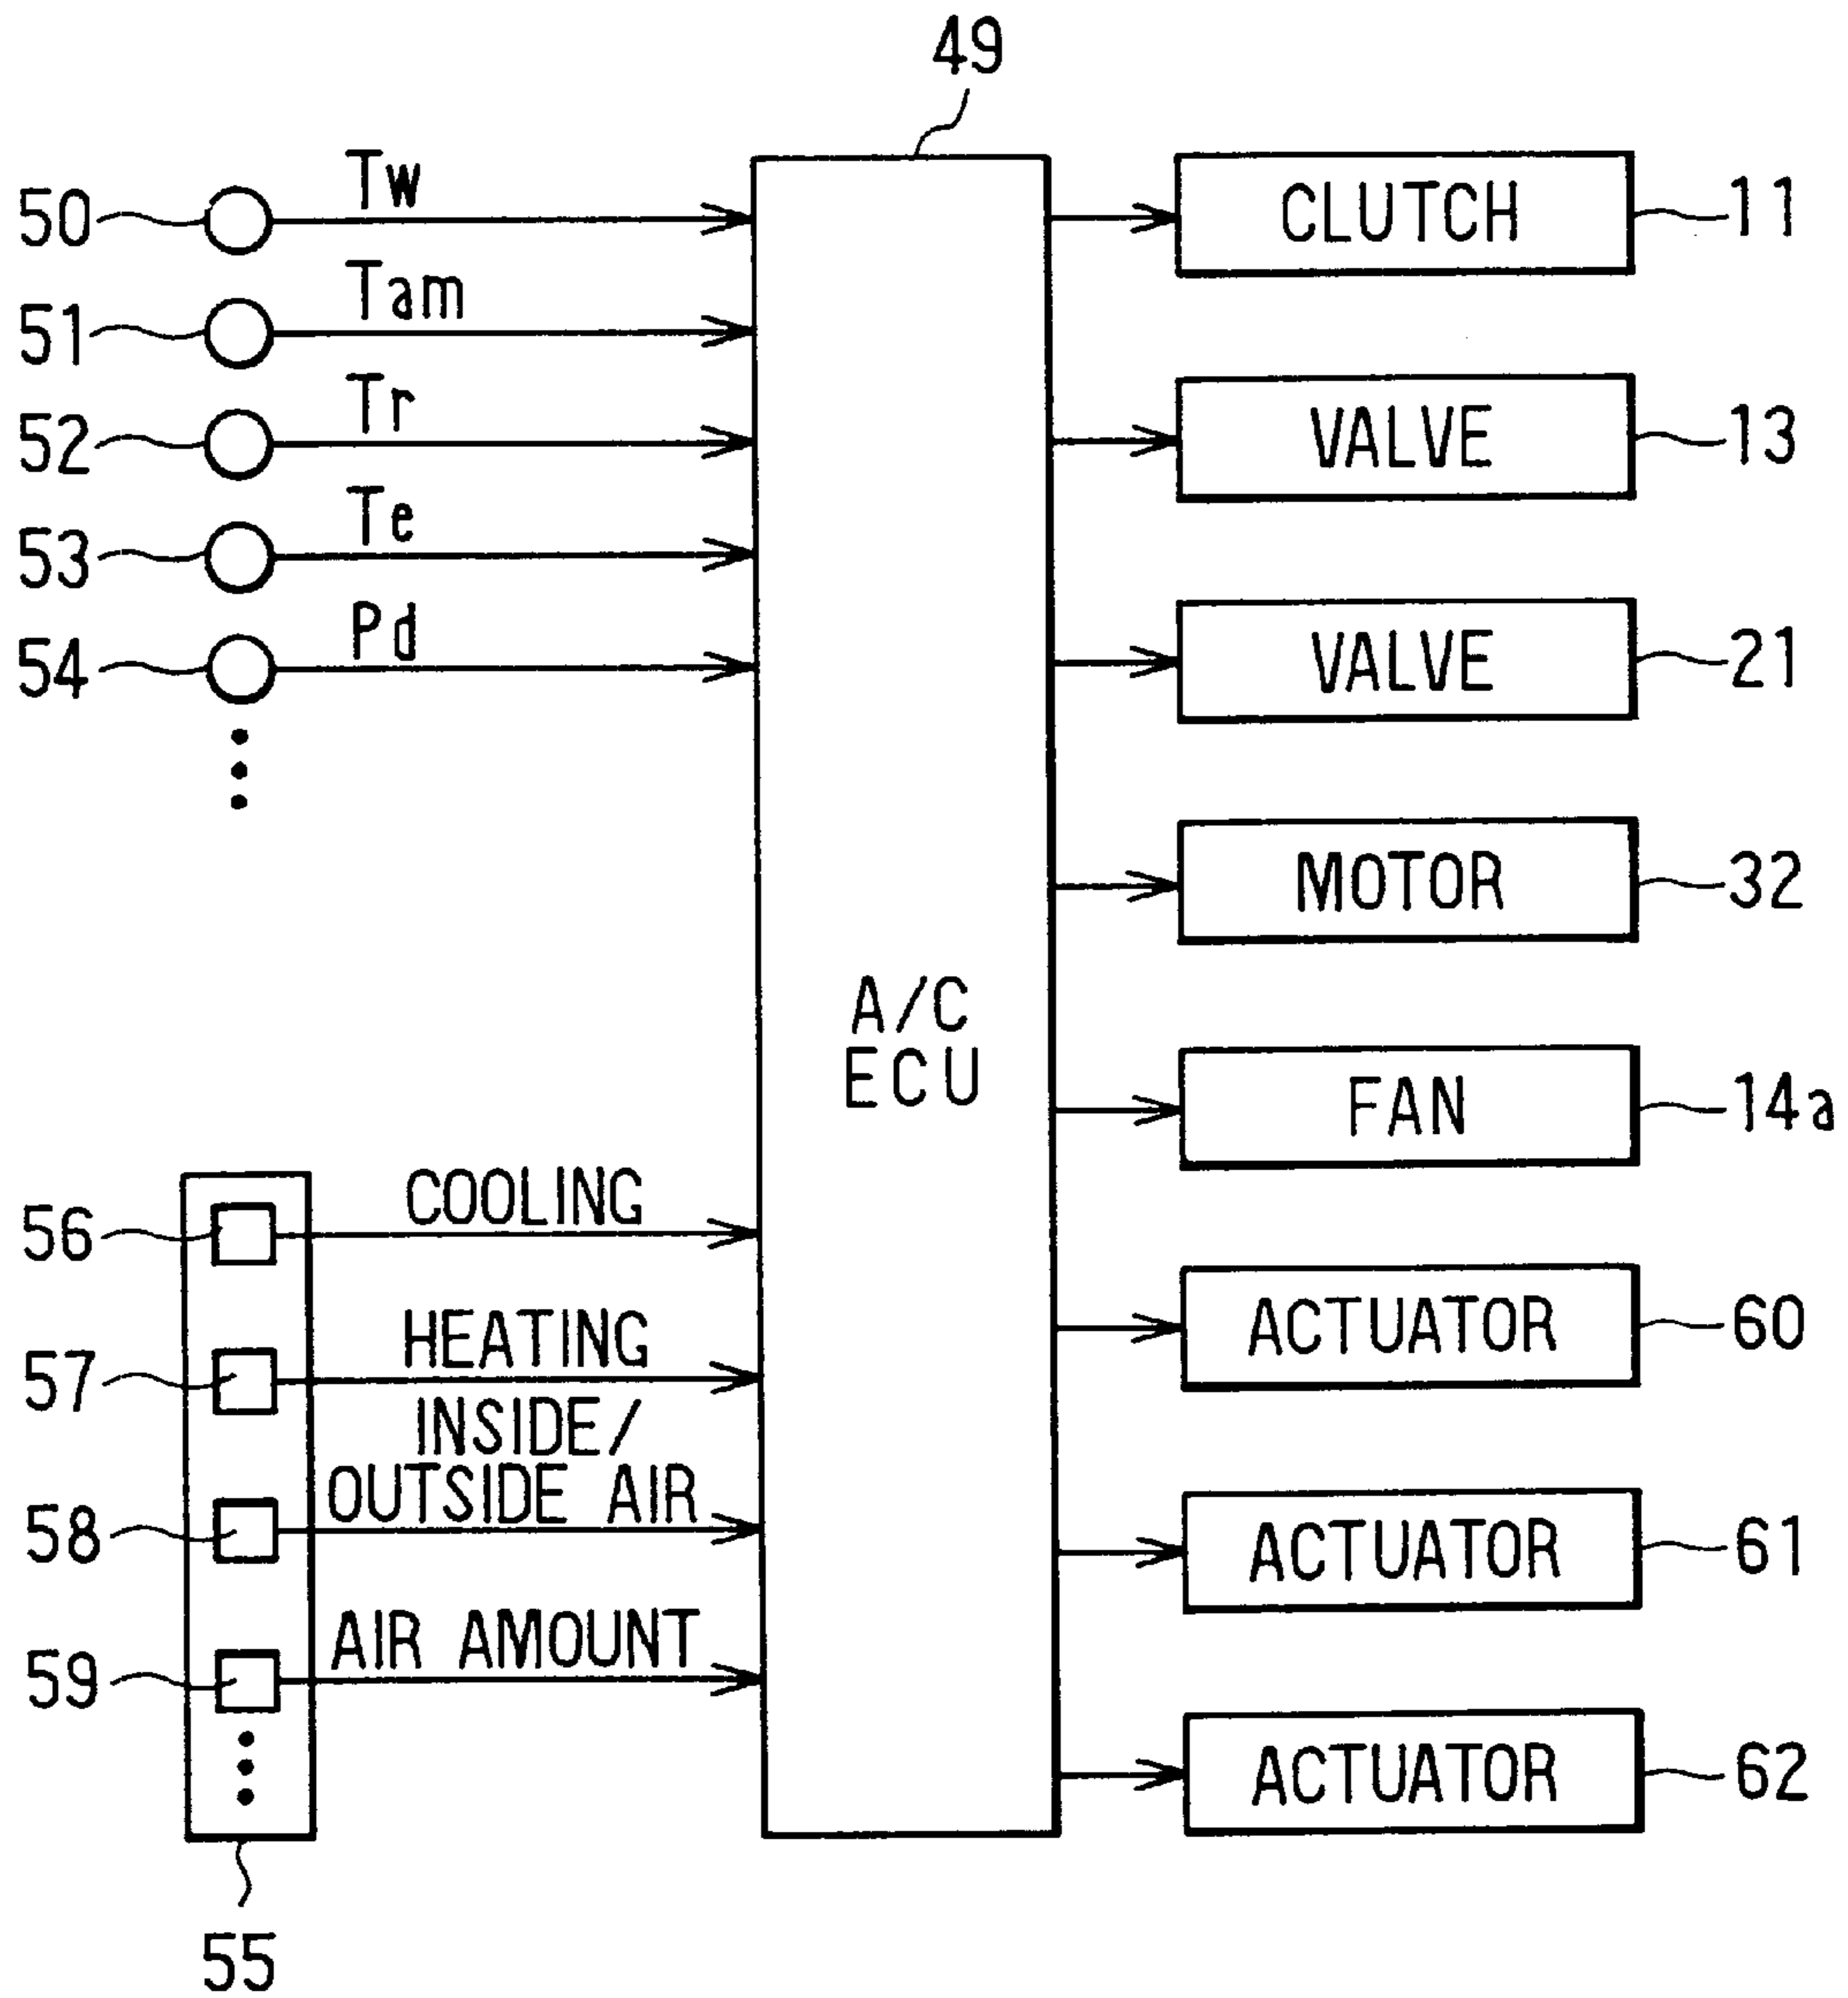 49
50
Tw
51
Tam
52
Tr
53
Te
54
Pd
A/C
ECU
56
COOLING
57
HEATING
58
INSIDE/
OUTSIDE AIR
59
AIR AMOUNT
55
CLUTCH
11
VALVE
13
VALVE
21
MOTOR
32
FAN
14a
ACTUATOR
60
ACTUATOR
61
ACTUATOR
62